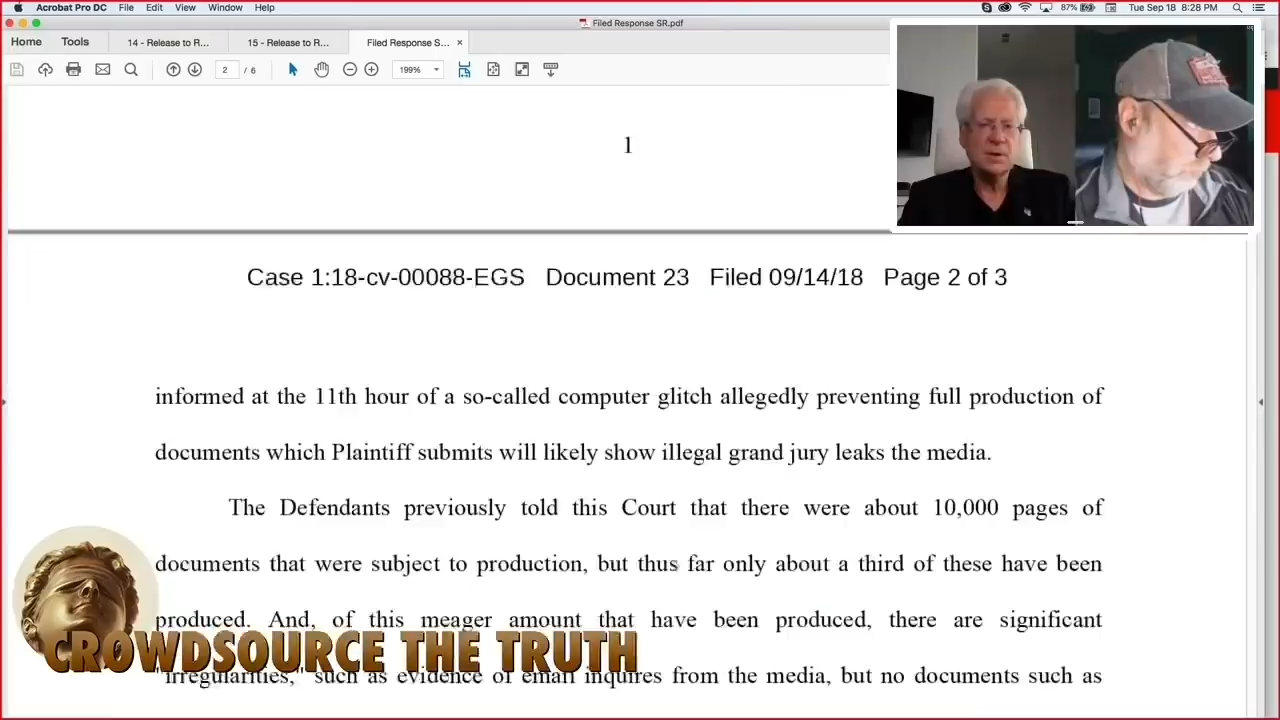 Acrobat Pro DC File Edit View Window Help 87% Tue Sep 18 8:28 PM
Filed Response SR.pdf
Home Tools 14 - Release to R... 15 - Release to R... Filed Response S... ×
2 / 6 199%
1
Case 1:18-cv-00088-EGS Document 23 Filed 09/14/18 Page 2 of 3
informed at the 11th hour of a so-called computer glitch allegedly preventing full production of
documents which Plaintiff submits will likely show illegal grand jury leaks the media.
The Defendants previously told this Court that there were about 10,000 pages of
documents that were subject to production, but thus far only about a third of these have been
produced. And, of this meager amount that have been produced, there are significant
CROWDSOURCE THE TRUTH
"irregularities," such as evidence of email inquires from the media, but no documents such as